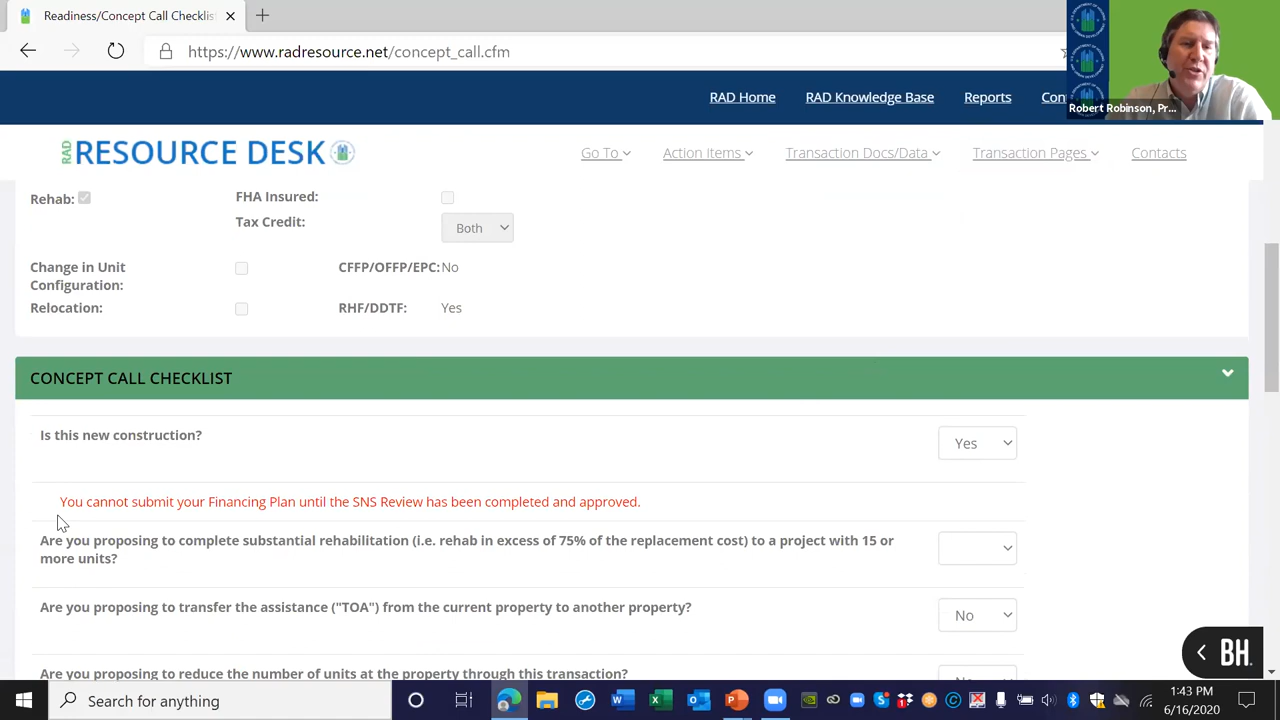 Readiness/Concept Call Checklis
https://www.radresource.net/concept_call.cfm
Robert Robinson, Pr...
RAD Home
RAD Knowledge Base
Reports
Con
RAD RESOURCE DESK
Go To
Action Items
Transaction Docs/Data
Transaction Pages
Contacts
Rehab:
FHA Insured:
Tax Credit:
Both
Change in Unit
Configuration:
CFFP/OFFP/EPC: No
Relocation:
RHF/DDTF: Yes
CONCEPT CALL CHECKLIST
Is this new construction?
Yes
You cannot submit your Financing Plan until the SNS Review has been completed and approved.
Are you proposing to complete substantial rehabilitation (i.e. rehab in excess of 75% of the replacement cost) to a project with 15 or
more units?
Are you proposing to transfer the assistance ("TOA") from the current property to another property?
No
Are you proposing to reduce the number of units at the property through this transaction?
BH.
Search for anything
1:43 PM
6/16/2020